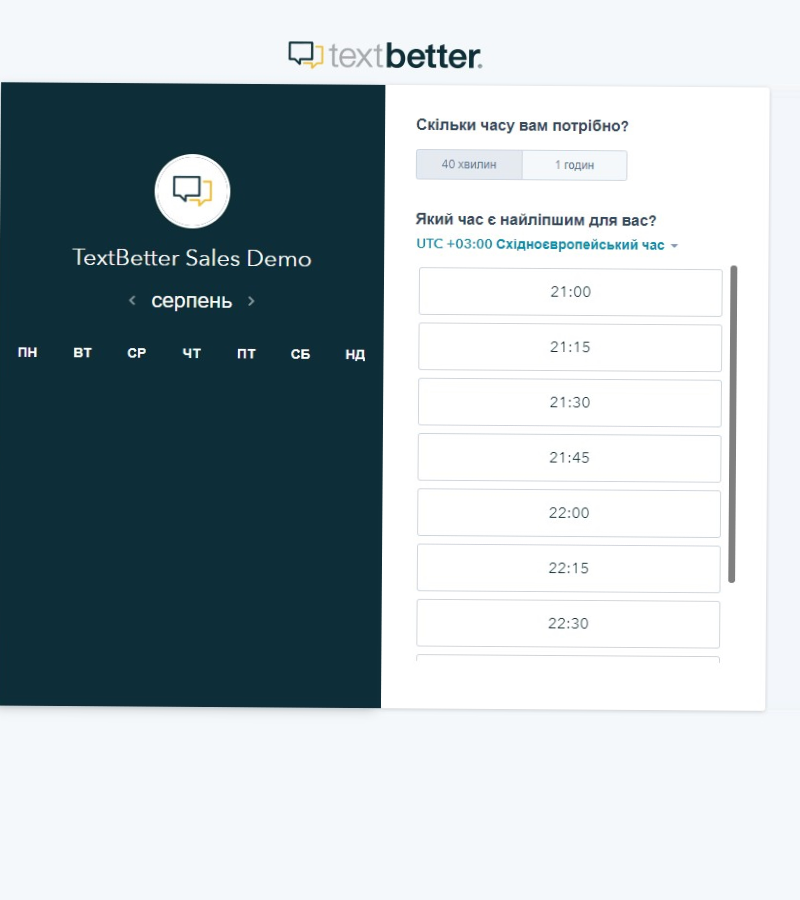 textbetter.
TextBetter Sales Demo
серпень
ПН ВТ СР ЧТ ПТ СБ НД
Скільки часу вам потрібно?
40 хвилин 1 годин
Який час є найліпшим для вас?
UTC +03:00 Східноєвропейський час
21:00
21:15
21:30
21:45
22:00
22:15
22:30